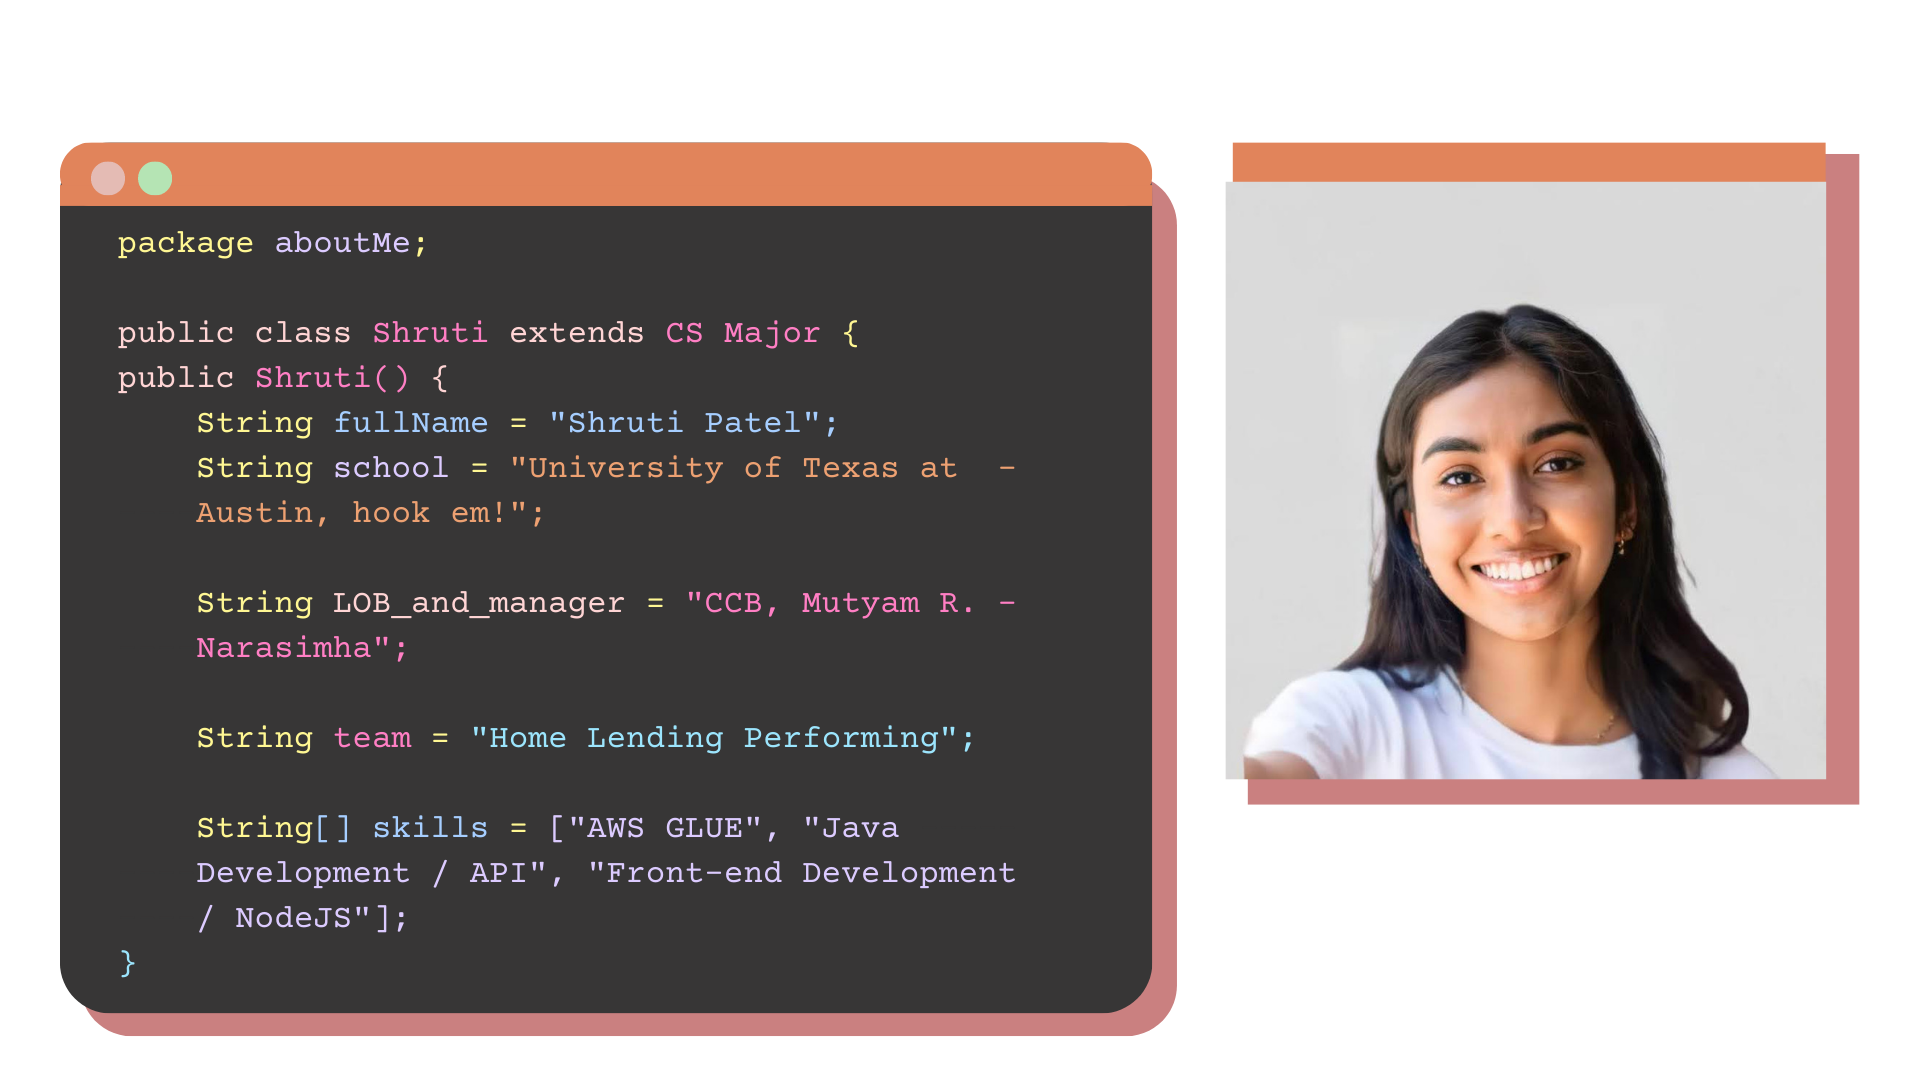 package aboutMe;
public class Shruti extends CS Major {
public Shruti() {
String fullName = "Shruti Patel";
String school = "University of Texas at  -
Austin, hook em!";
String LOB_and_manager = "CCB, Mutyam R. -
Narasimha";
String team = "Home Lending Performing";
String[] skills = ["AWS GLUE", "Java
Development / API", "Front-end Development
/ NodeJS"];
}